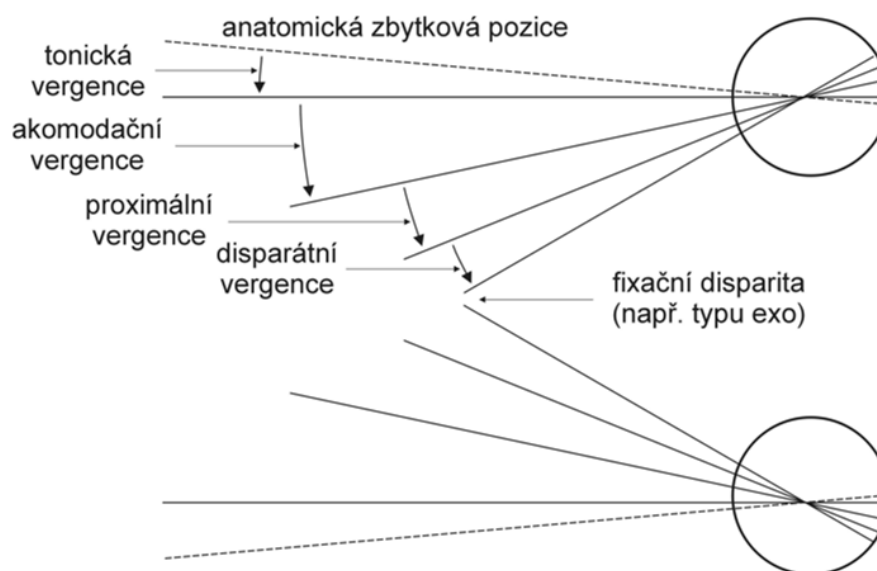 anatomická zbytková pozice
tonická
vergence
akomodační
vergence
proximální
vergence
disparátní
vergence
fixační disparita
(např. typu exo)